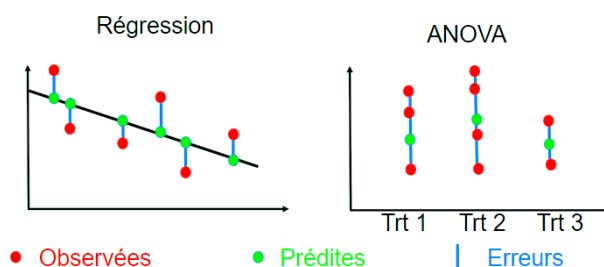 Régression
ANOVA
Trt 1 Trt 2 Trt 3
Observées Prédites Erreurs